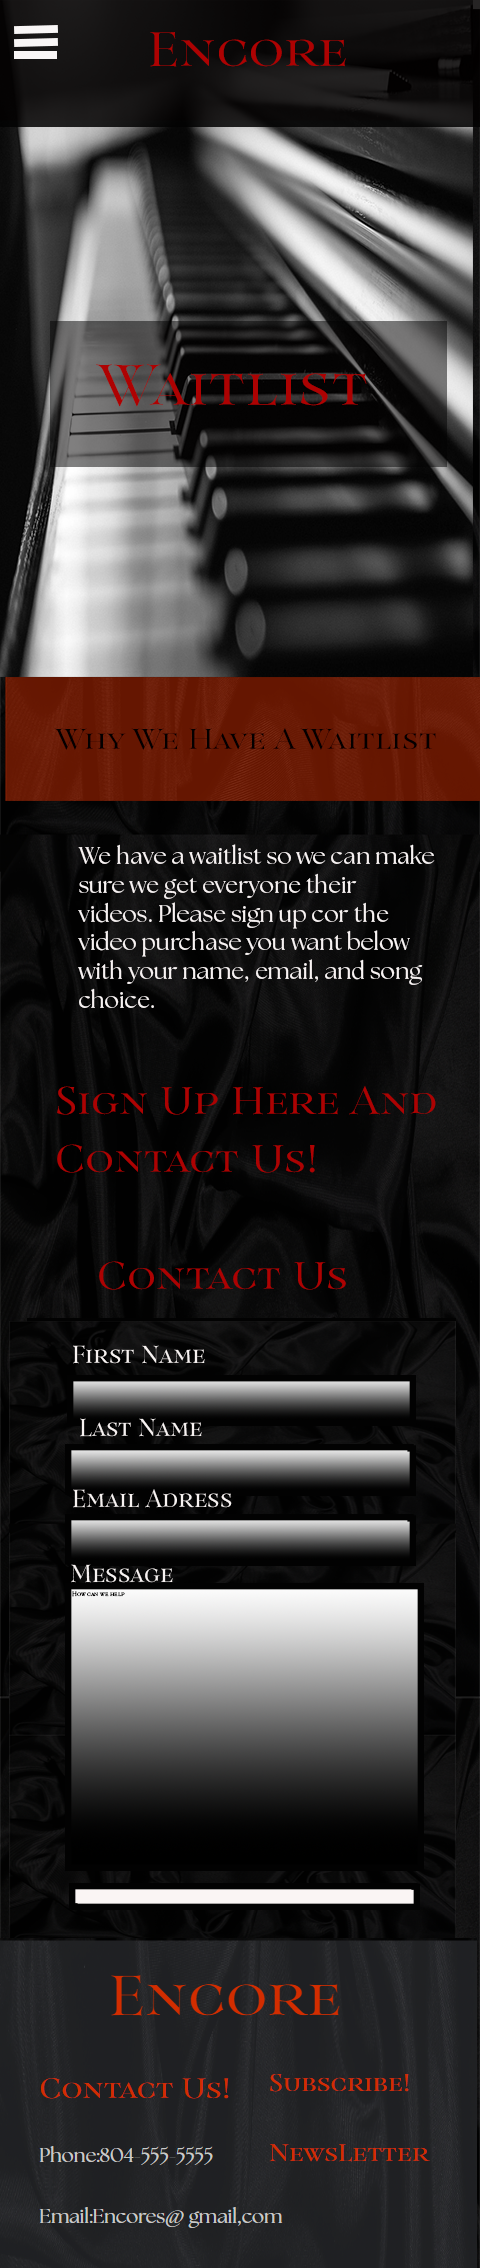 Encore
Waitlist
Why We Have A Waitlist
We have a waitlist so we can make
sure we get everyone their
videos. Please sign up cor the
video purchase you want below
with your name, email, and song
choice.
Sign Up Here And
Contact Us!
Contact Us
First Name
Last Name
Email Adress
Message
How can we help
Encore
Contact Us!
Subscribe!
Phone:804-555-5555
NewsLetter
Email:Encores@ gmail,com